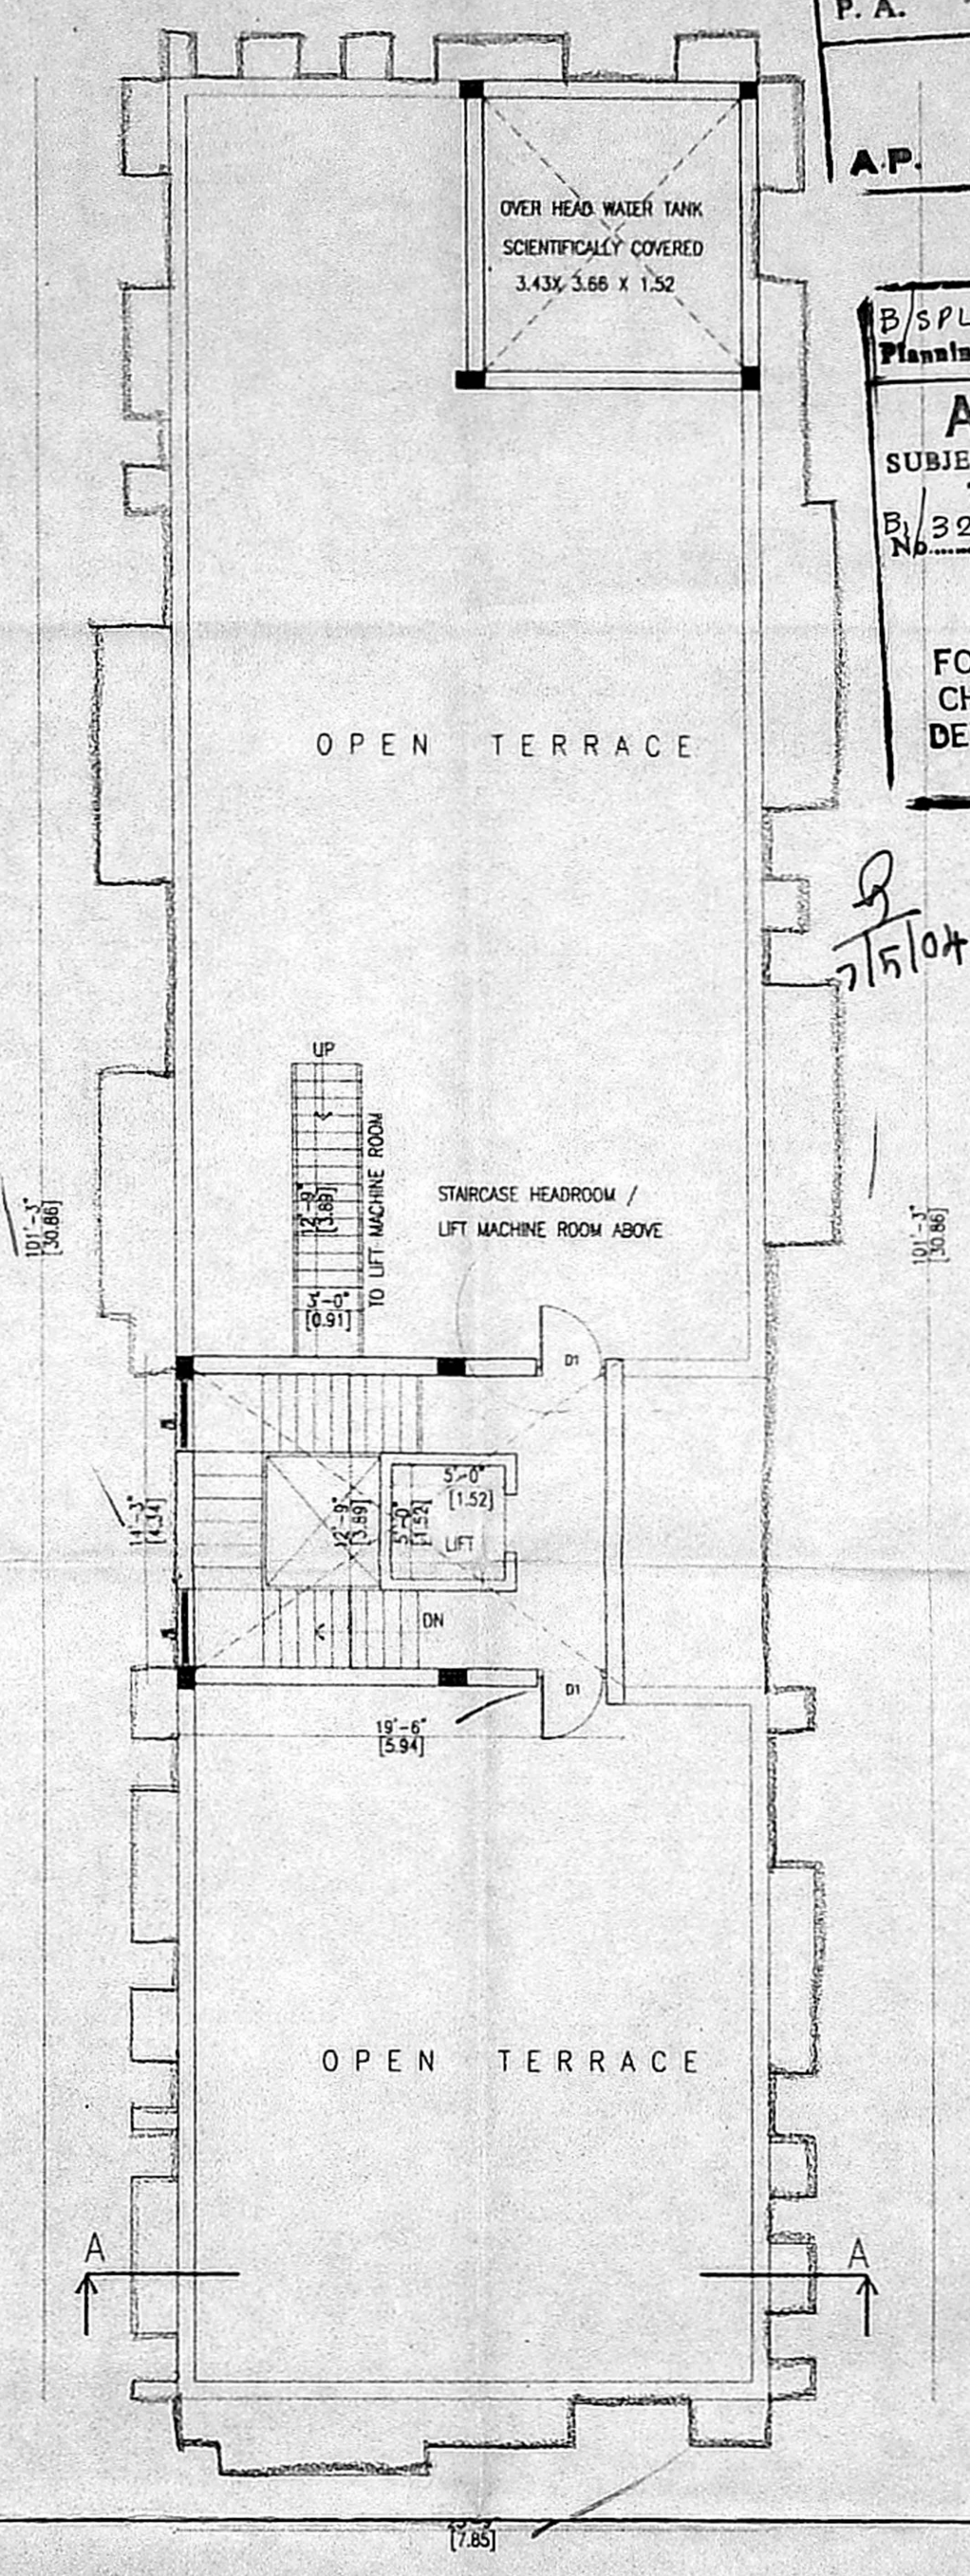 P. A.
A.P.
OVER HEAD WATER TANK
SCIENTIFICALLY COVERED
3.43X 3.66 X 1.52
B/SPL
Plannin
A
SUBJE
B/32
No......
FO
CH
DE
OPEN TERRACE
7/5/04
UP
TO LIFT MACHINE ROOM
12'-9"
[3.89]
3'-0"
[0.91]
STAIRCASE HEADROOM /
LIFT MACHINE ROOM ABOVE
101'-3"
[30.86]
101'-3"
[30.86]
D1
14'-3"
[4.34]
12'-9"
[3.89]
5'-0"
[1.52]
5'-0"
[1.52]
LIFT
DN
D1
19'-6"
[5.94]
OPEN TERRACE
A
A
[7.85]